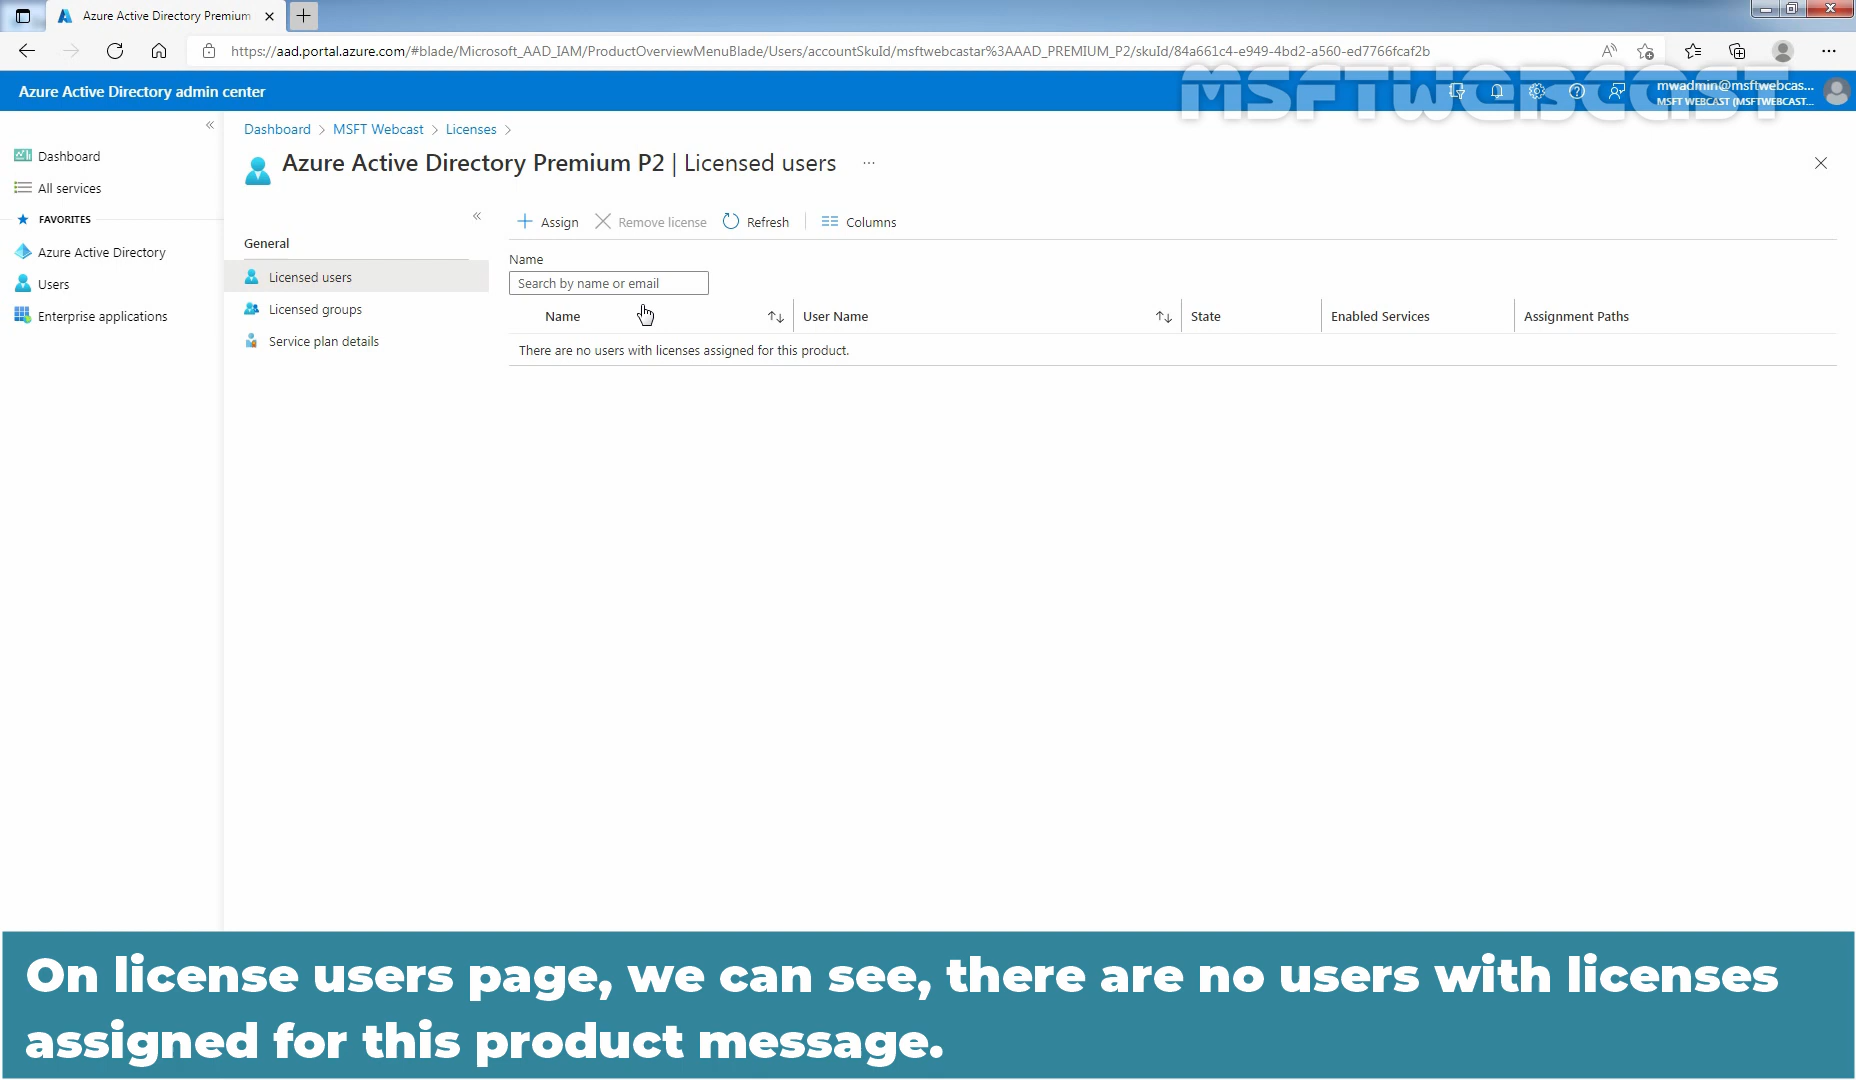 Azure Active Directory Premium
https://aad.portal.azure.com/#blade/Microsoft_AAD_IAM/ProductOverviewMenuBlade/Users/accountSkuId/msftwebcastar%3AAAD_PREMIUM_P2/skuId/84a661c4-e949-4bd2-a560-ed7766fcaf2b
MSFTWEBCAST
Azure Active Directory admin center
mwadmin@msftwebcas...
MSFT WEBCAST (MSFTWEBCAST...
Dashboard > MSFT Webcast > Licenses >
Azure Active Directory Premium P2 | Licensed users ...
Dashboard
All services
FAVORITES
Azure Active Directory
Users
Enterprise applications
General
Licensed users
Licensed groups
Service plan details
Assign Remove license Refresh Columns
Name
Search by name or email
Name User Name State Enabled Services Assignment Paths
There are no users with licenses assigned for this product.
On license users page, we can see, there are no users with licenses
assigned for this product message.